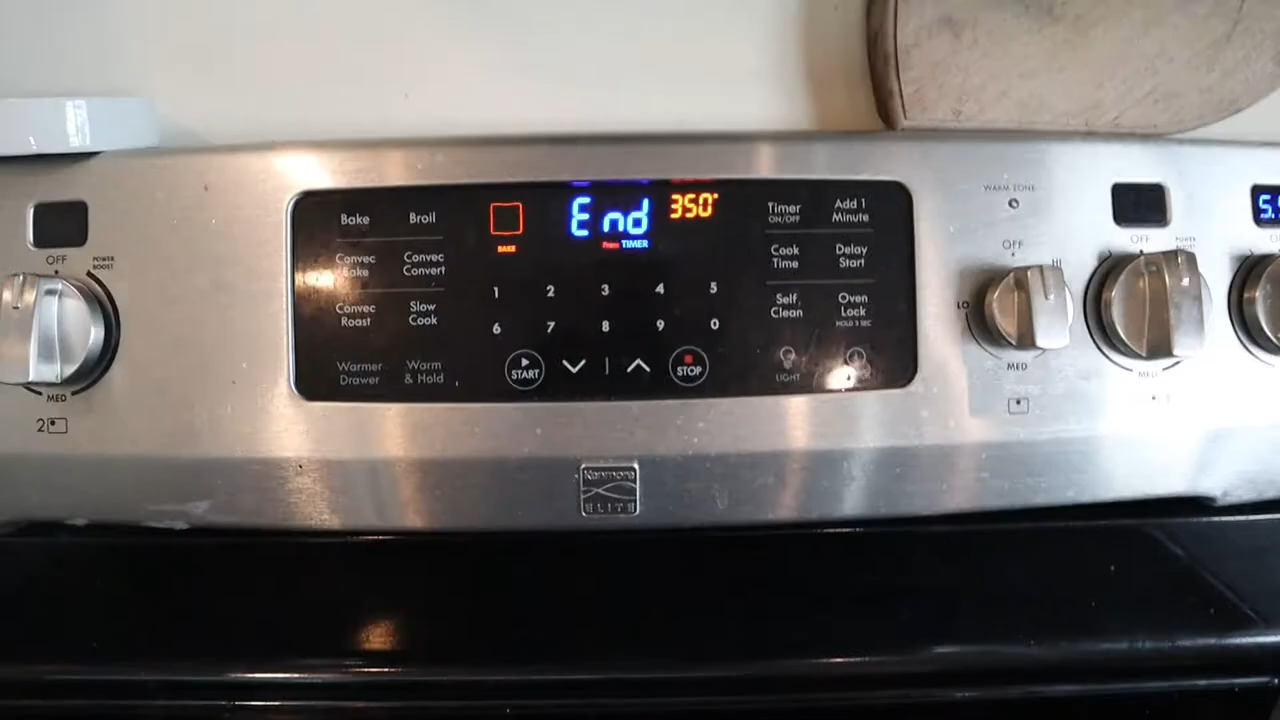 OFF
POWER BOOST
MED
2
Bake
Broil
Convec Bake
Convec Convert
Convec Roast
Slow Cook
Warmer Drawer
Warm & Hold
BAKE
End
350°
TIMER
1 2 3 4 5
6 7 8 9 0
START
STOP
Timer
ON/OFF
Add 1 Minute
Cook Time
Delay Start
Self Clean
Oven Lock
HOLD 3 SEC
LIGHT
Kenmore
ELITE
WARM ZONE
OFF
HI
LO
MED
OFF
POWER BOOST
MED